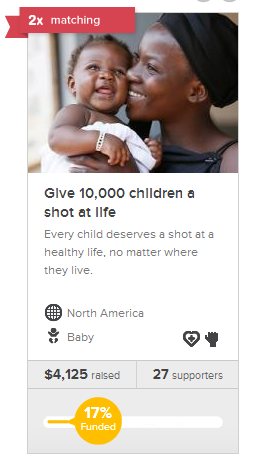 2x matching
Give 10,000 children a
shot at life
Every child deserves a shot at a
healthy life, no matter where
they live.
North America
Baby
$4,125 raised 27 supporters
17%
Funded